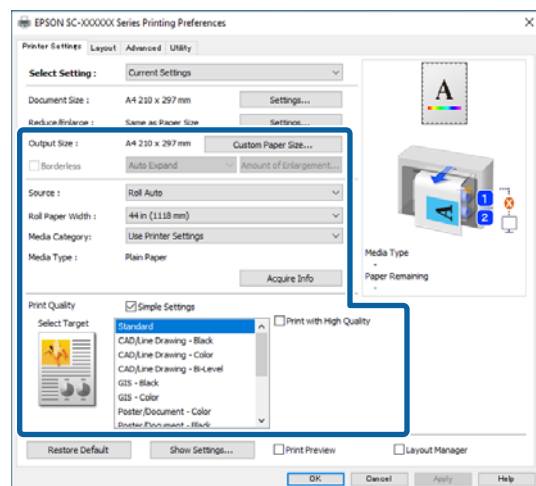 EPSON SC-XXXXXX Series Printing Preferences
Printer Settings Layout Advanced Utility
Select Setting : Current Settings
Document Size : A4 210 x 297 mm Settings...
Reduce/Enlarge : Same as Paper Size Settings...
Output Size : A4 210 x 297 mm Custom Paper Size...
Borderless Auto Expand Amount of Enlargement...
Source : Roll Auto
Roll Paper Width : 44 in (1118 mm)
Media Category: Use Printer Settings
Media Type : Plain Paper
Acquire Info
Print Quality Simple Settings
Select Target
Standard
CAD/Line Drawing - Black
CAD/Line Drawing - Color
CAD/Line Drawing - Bi-Level
GIS - Black
GIS - Color
Poster/Document - Color
Poster/Document - Black
Print with High Quality
A
A
1
2
Media Type
-
Paper Remaining
-
Restore Default Show Settings... Print Preview Layout Manager
OK Cancel Apply Help